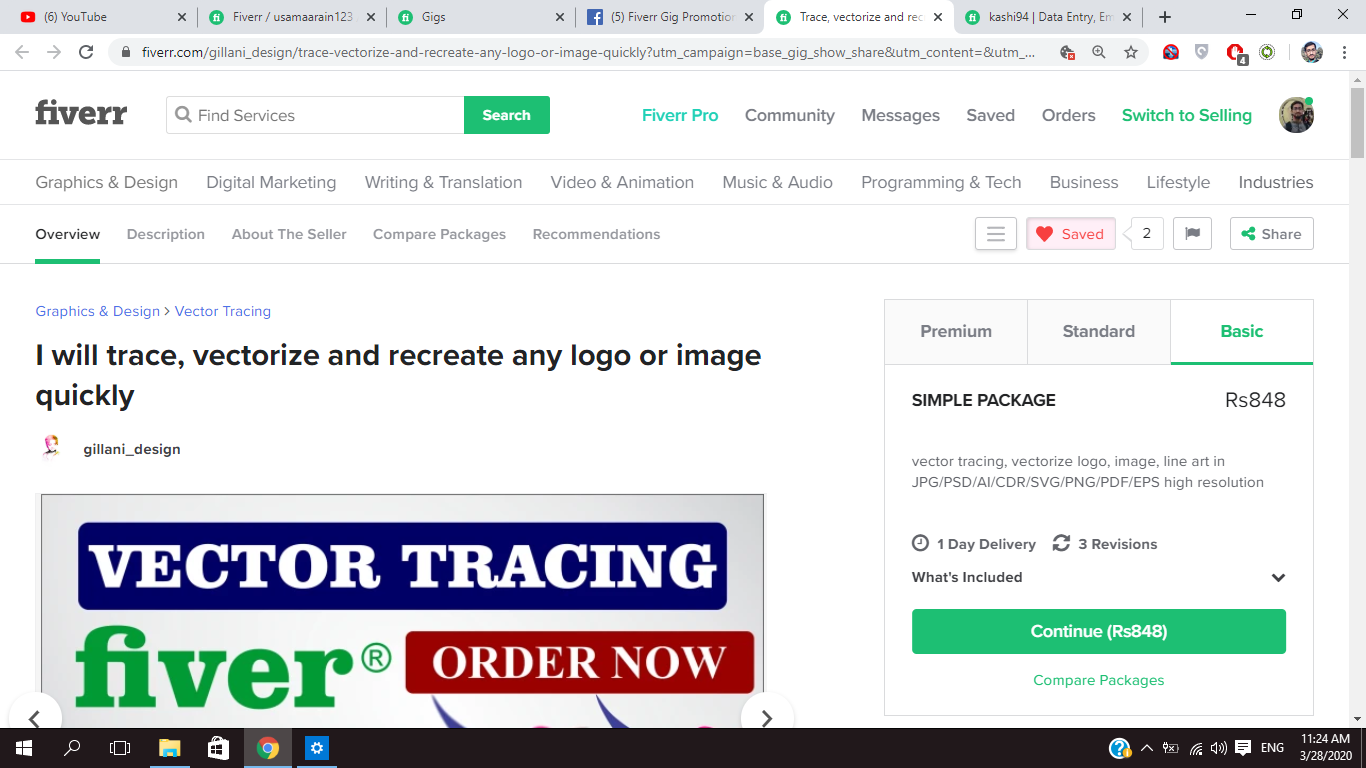 (6) YouTube
Fiverr / usamaarain123
Gigs
(5) Fiverr Gig Promotion
Trace, vectorize and rec
kashi94 | Data Entry, Em
fiverr.com/gillani_design/trace-vectorize-and-recreate-any-logo-or-image-quickly?utm_campaign=base_gig_show_share&utm_content=&utm_...
4
fiverr
Find Services
Search
Fiverr Pro
Community
Messages
Saved
Orders
Switch to Selling
Graphics & Design
Digital Marketing
Writing & Translation
Video & Animation
Music & Audio
Programming & Tech
Business
Lifestyle
Industries
Overview
Description
About The Seller
Compare Packages
Recommendations
Saved
2
Share
Graphics & Design > Vector Tracing
I will trace, vectorize and recreate any logo or image
quickly
gillani_design
VECTOR TRACING
fiver®
ORDER NOW
Premium
Standard
Basic
SIMPLE PACKAGE
Rs848
vector tracing, vectorize logo, image, line art in
JPG/PSD/AI/CDR/SVG/PNG/PDF/EPS high resolution
1 Day Delivery
3 Revisions
What's Included
Continue (Rs848)
Compare Packages
ENG
11:24 AM
3/28/2020